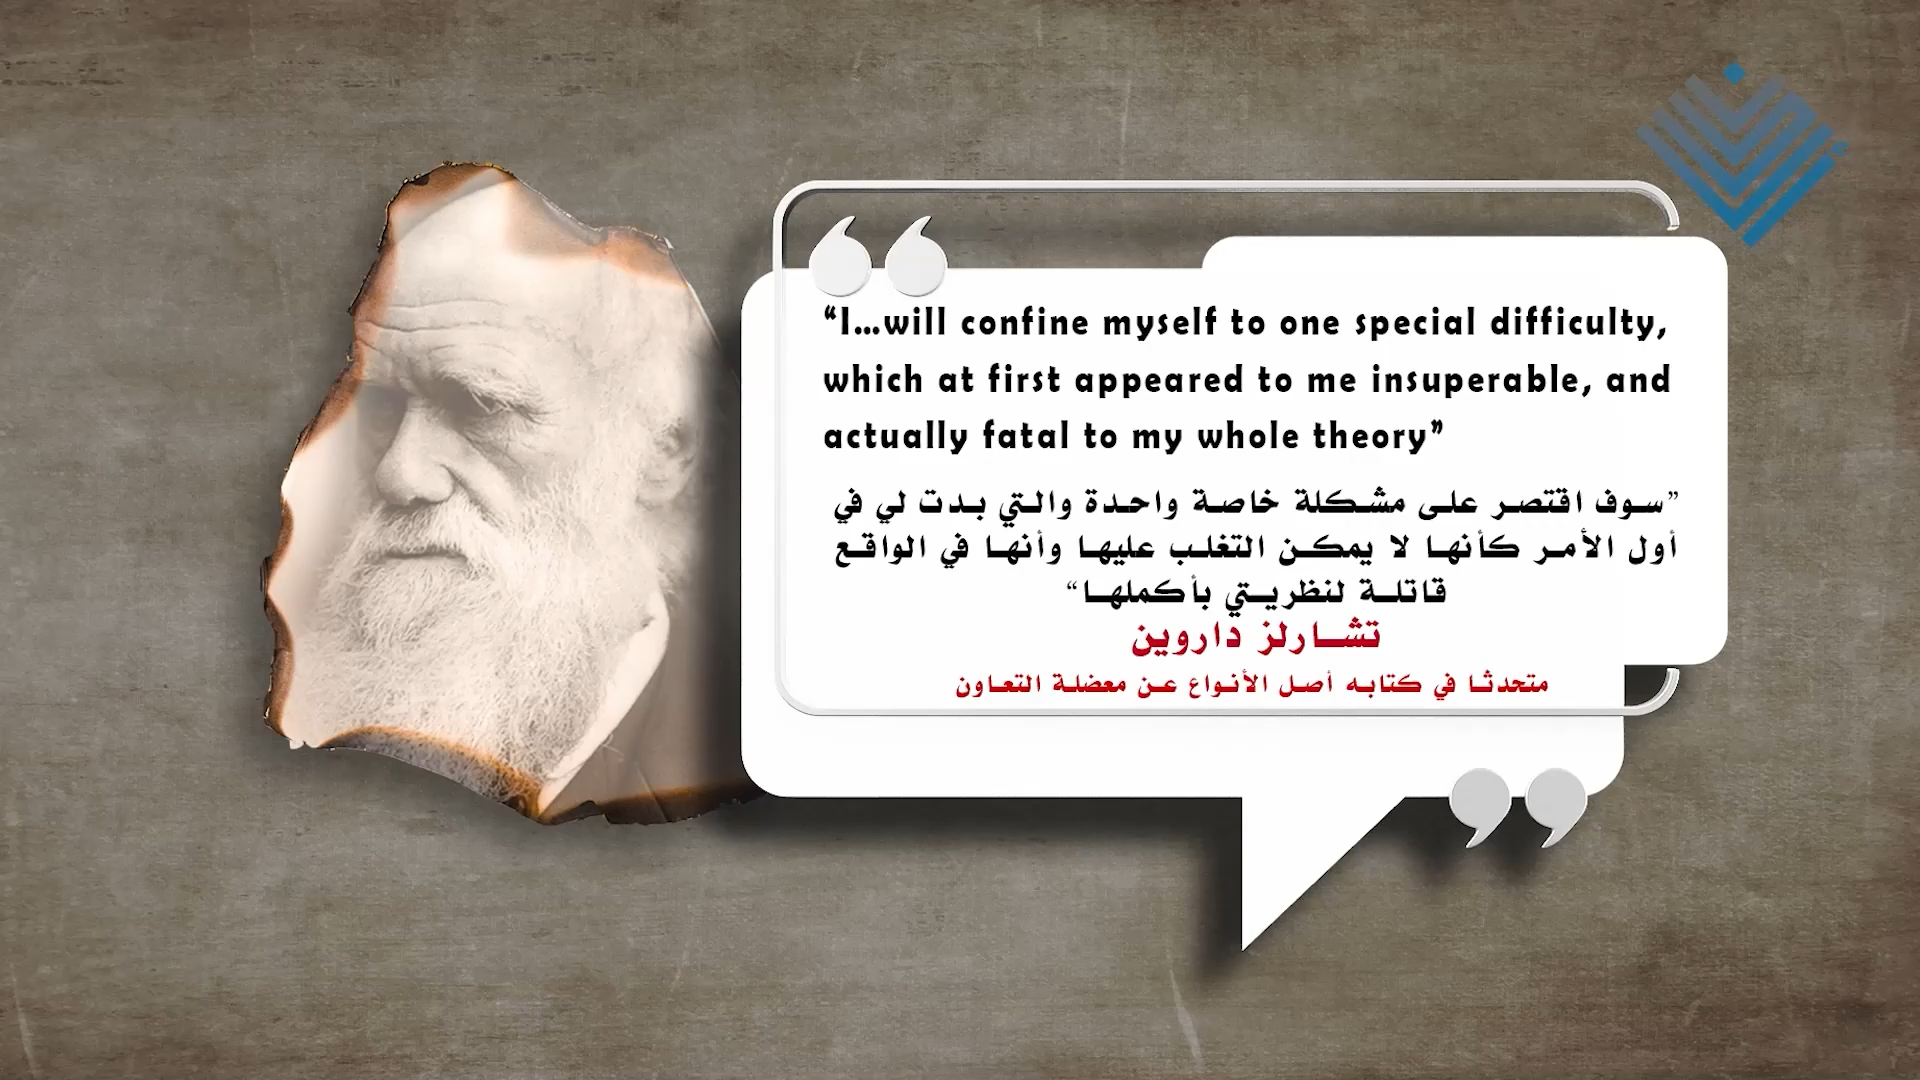 “I...will confine myself to one special difficulty,
which at first appeared to me insuperable, and
actually fatal to my whole theory”
”سوف اقتصر على مشكلة خاصة واحدة والتي بدت لي في
أول الأمر كأنها لا يمكن التغلب عليها وأنها في الواقع
قاتلة لنظريتي بأكملها“
تشارلز داروين
متحدثا في كتابه أصل الأنواع عن معضلة التعاون